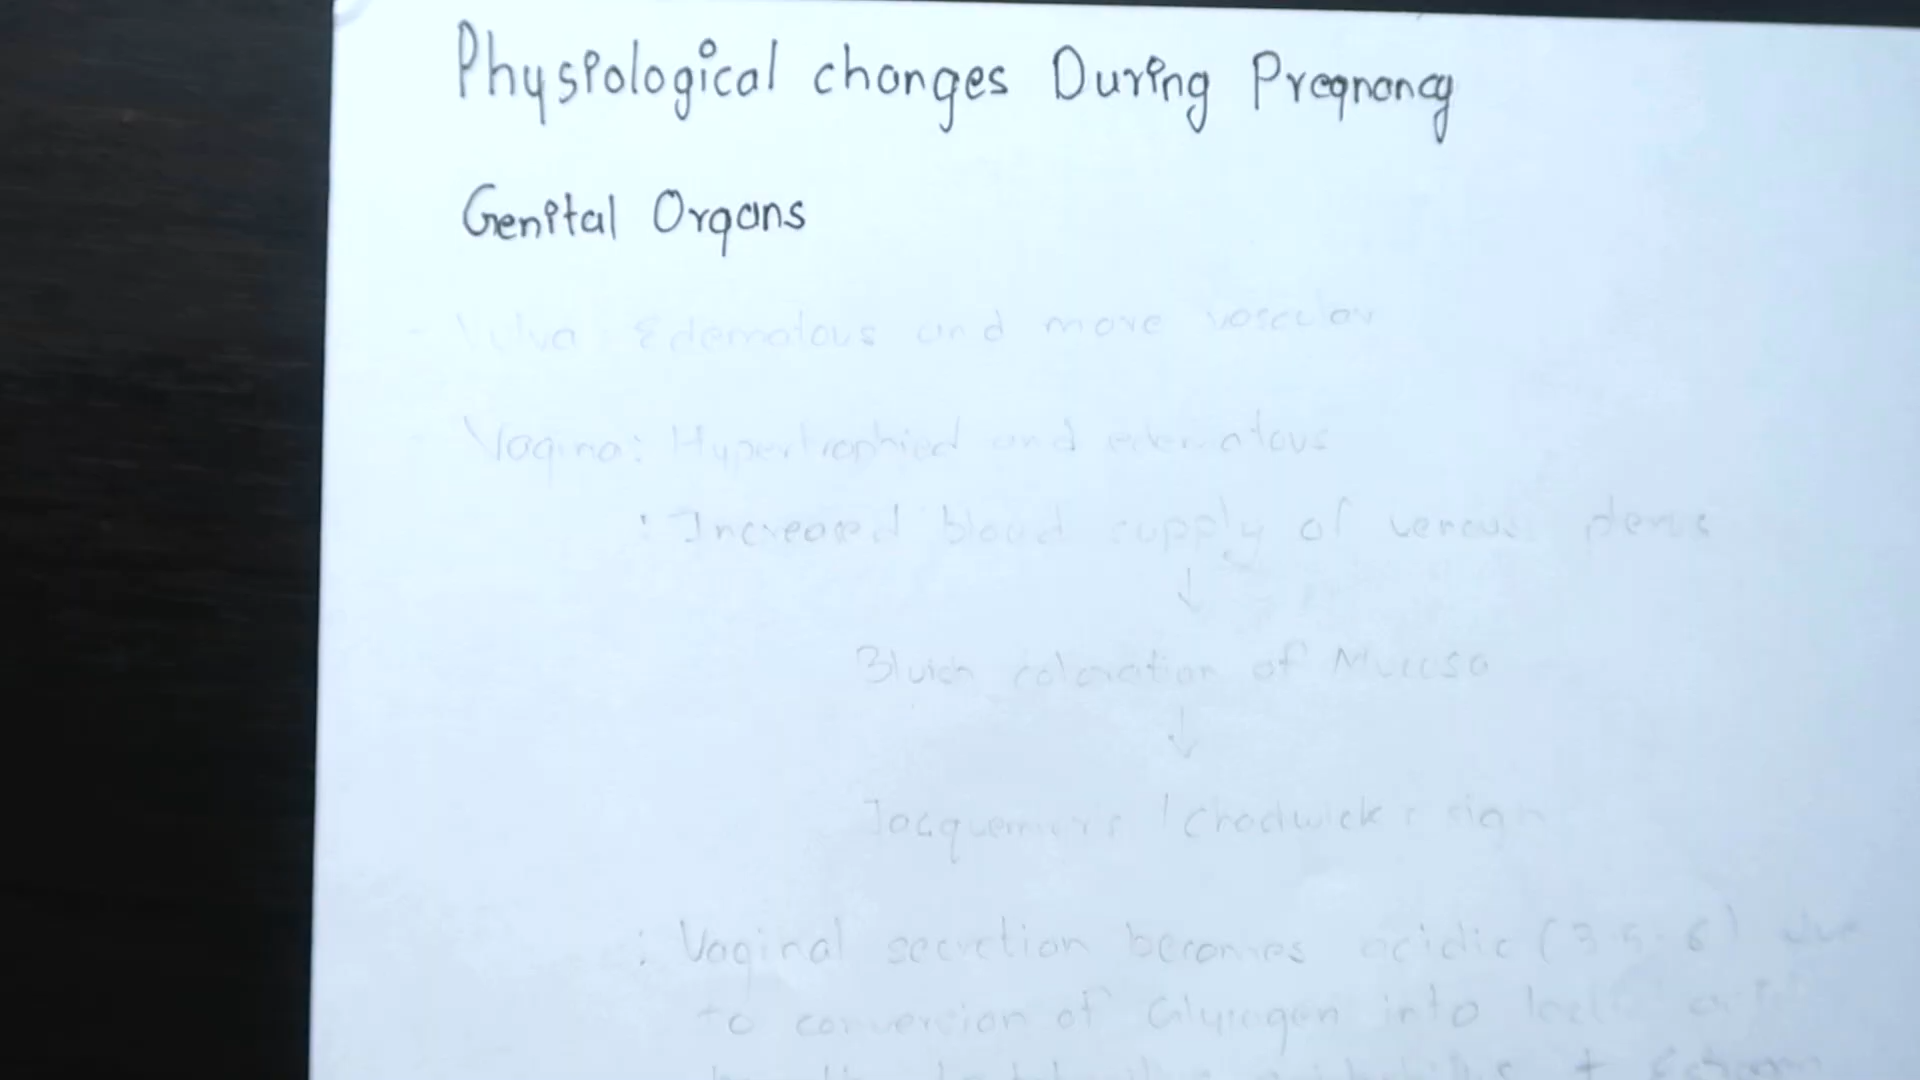 Physiological changes During Pregnancy
Genital Organs
- Vulva : Edematous and more vascular
- Vagina : Hypertrophied and edematous
: Increased blood supply of venous
↓
Bluish coloration of Mucosa
↓
Jacquemier's / Chadwick's sign
: Vaginal secretion becomes acidic (3.5-6) due
to conversion of Glycogen into